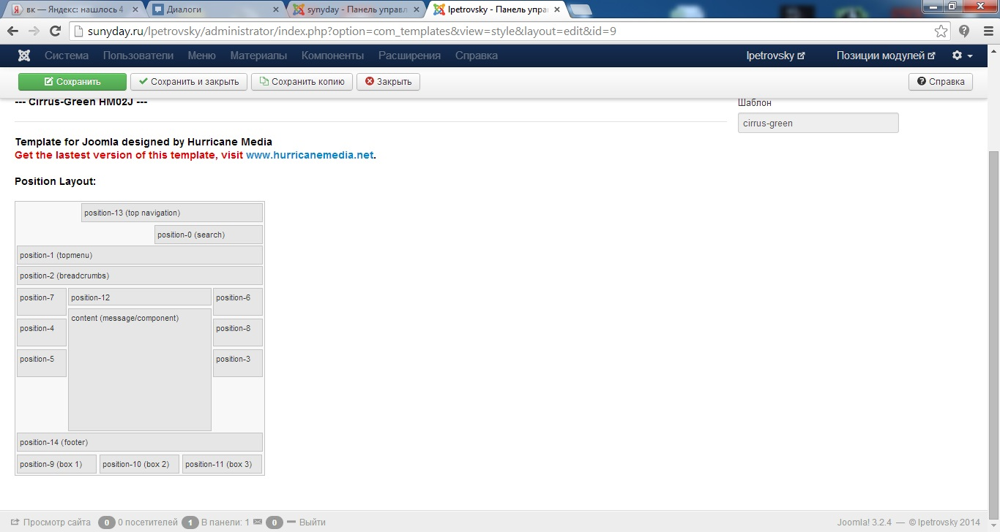 вк — Яндекс: нашлось 4
Диалоги
synyday - Панель управл
lpetrovsky - Панель упра
sunyday.ru/lpetrovsky/administrator/index.php?option=com_templates&view=style&layout=edit&id=9
Система Пользователи Меню Материалы Компоненты Расширения Справка lpetrovsky Позиции модулей
Сохранить Сохранить и закрыть Сохранить копию Закрыть Справка
--- Cirrus-Green HM02J ---
Шаблон
cirrus-green
Template for Joomla designed by Hurricane Media
Get the lastest version of this template, visit www.hurricanemedia.net.
Position Layout:
position-13 (top navigation)
position-0 (search)
position-1 (topmenu)
position-2 (breadcrumbs)
position-7 position-12 position-6
content (message/component)
position-4 position-8
position-5 position-3
position-14 (footer)
position-9 (box 1) position-10 (box 2) position-11 (box 3)
Просмотр сайта 0 0 посетителей 1 В панели: 1 0 Выйти Joomla! 3.2.4 — © lpetrovsky 2014